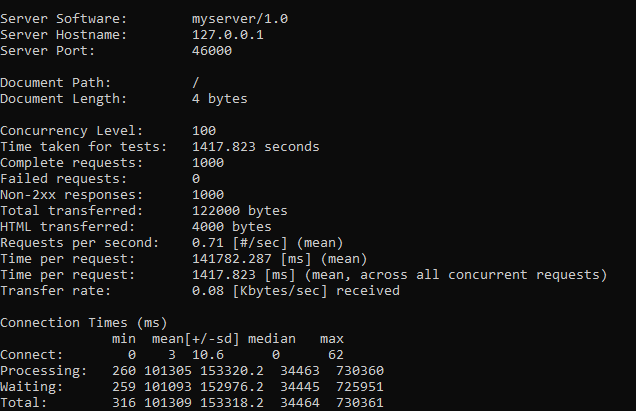 Server Software:        myserver/1.0
Server Hostname:        127.0.0.1
Server Port:            46000

Document Path:          /
Document Length:        4 bytes

Concurrency Level:      100
Time taken for tests:   1417.823 seconds
Complete requests:      1000
Failed requests:        0
Non-2xx responses:      1000
Total transferred:      122000 bytes
HTML transferred:       4000 bytes
Requests per second:    0.71 [#/sec] (mean)
Time per request:       141782.287 [ms] (mean)
Time per request:       1417.823 [ms] (mean, across all concurrent requests)
Transfer rate:          0.08 [Kbytes/sec] received

Connection Times (ms)
              min  mean[+/-sd] median   max
Connect:        0    3  10.6      0      62
Processing:   260 101305 153320.2  34463  730360
Waiting:      259 101093 152976.2  34445  725951
Total:        316 101309 153318.2  34464  730361